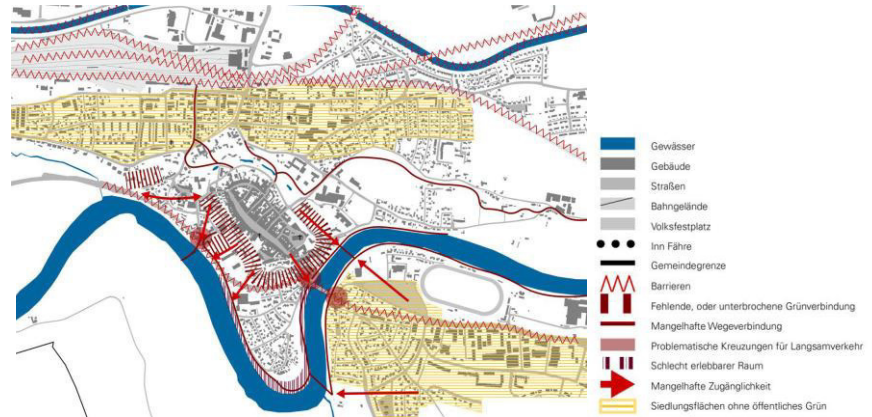 Gewässer
Gebäude
Straßen
Bahngelände
Volksfestplatz
Inn Fähre
Gemeindegrenze
Barrieren
Fehlende, oder unterbrochene Grünverbindung
Mangelhafte Wegeverbindung
Problematische Kreuzungen für Langsamverkehr
Schlecht erlebbarer Raum
Mangelhafte Zugänglichkeit
Siedlungsflächen ohne öffentliches Grün